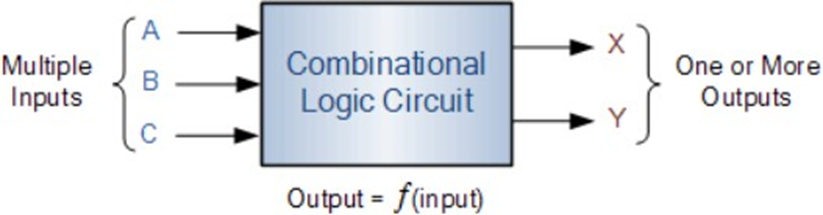 A
Multiple
Inputs
B
C
Combinational
Logic Circuit
X
Y
One or More
Outputs
Output = f(input)